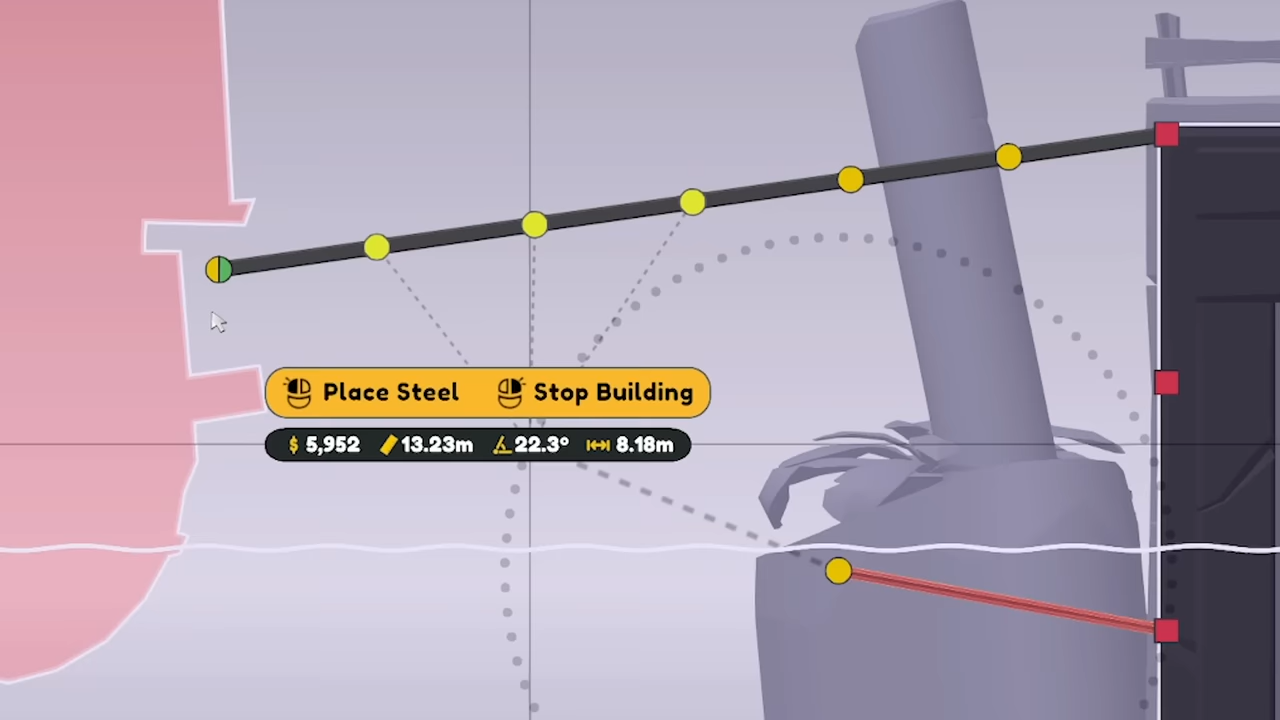 Place Steel Stop Building
$ 5,952 13.23m 22.3° 8.18m